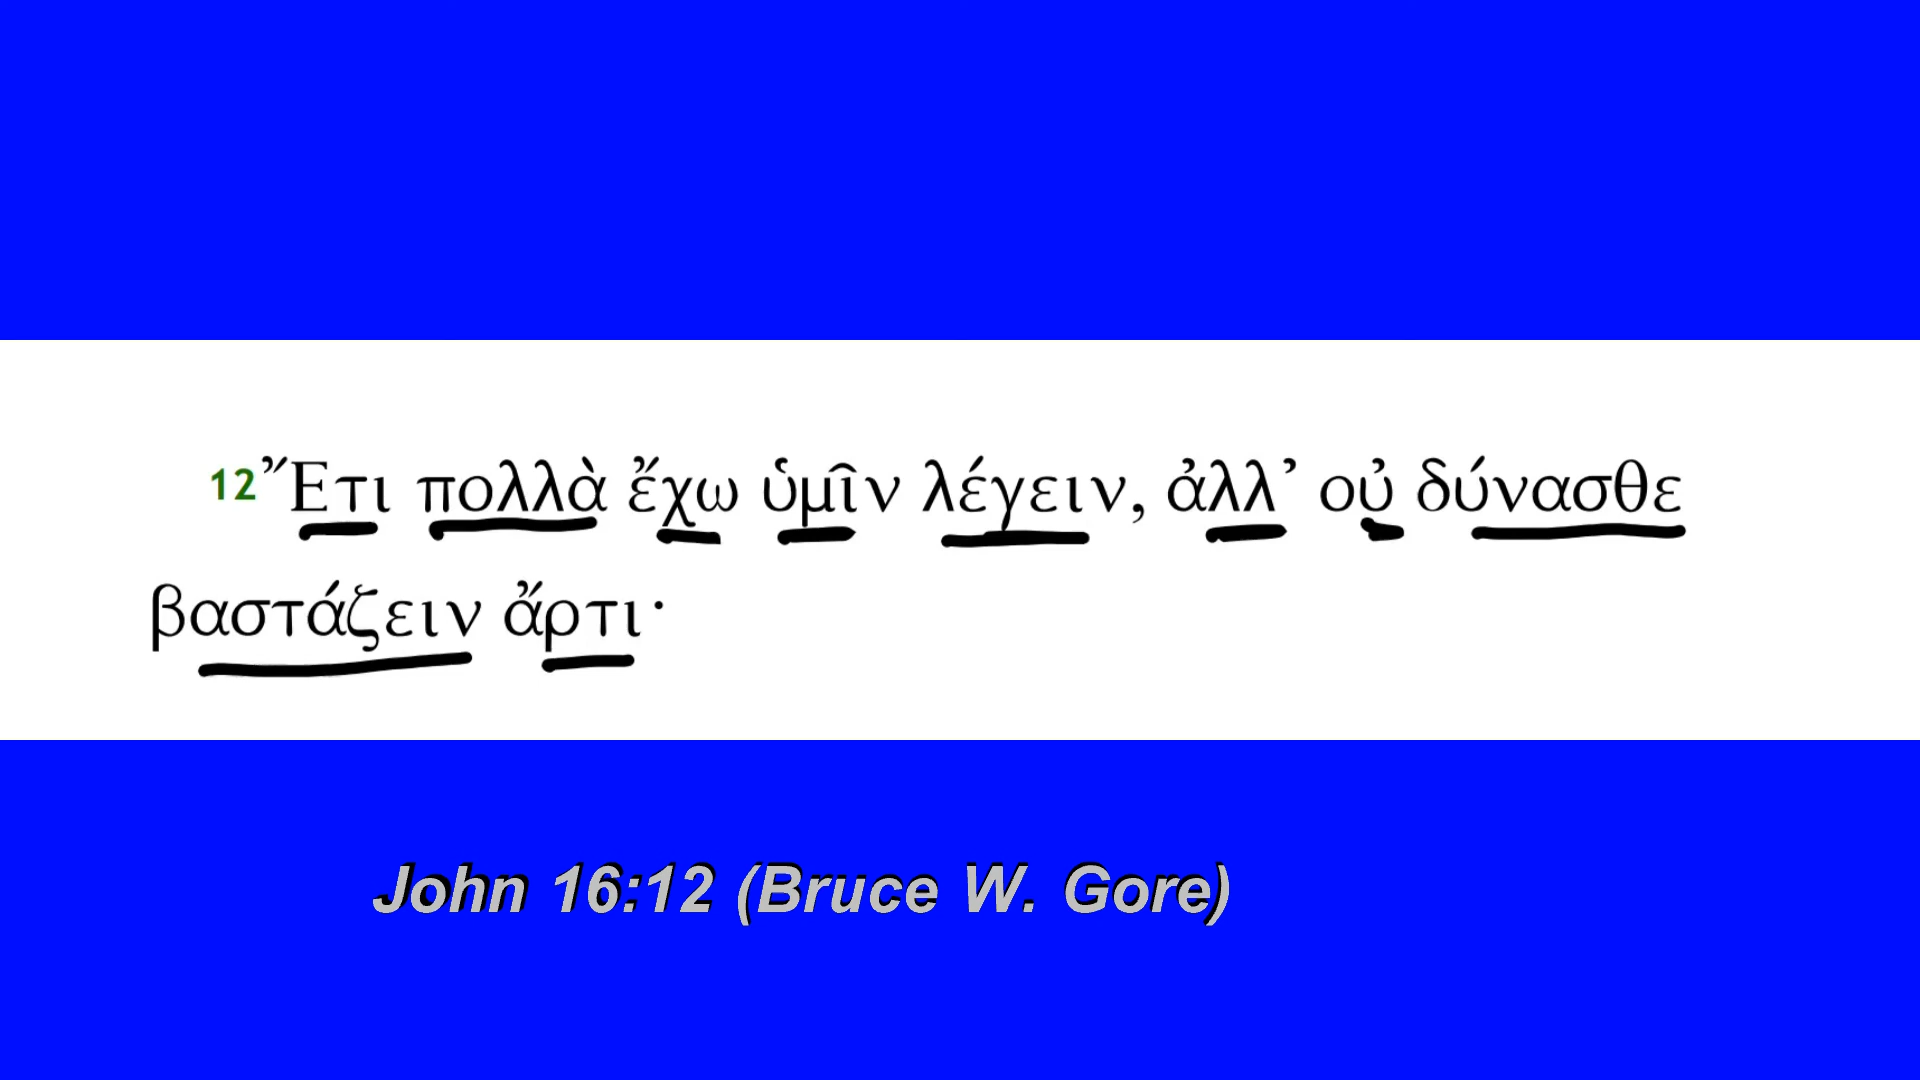 12 Ἔτι πολλὰ ἔχω ὑμῖν λέγειν, ἀλλ’ οὐ δύνασθε
βαστάζειν ἄρτι·
John 16:12 (Bruce W. Gore)